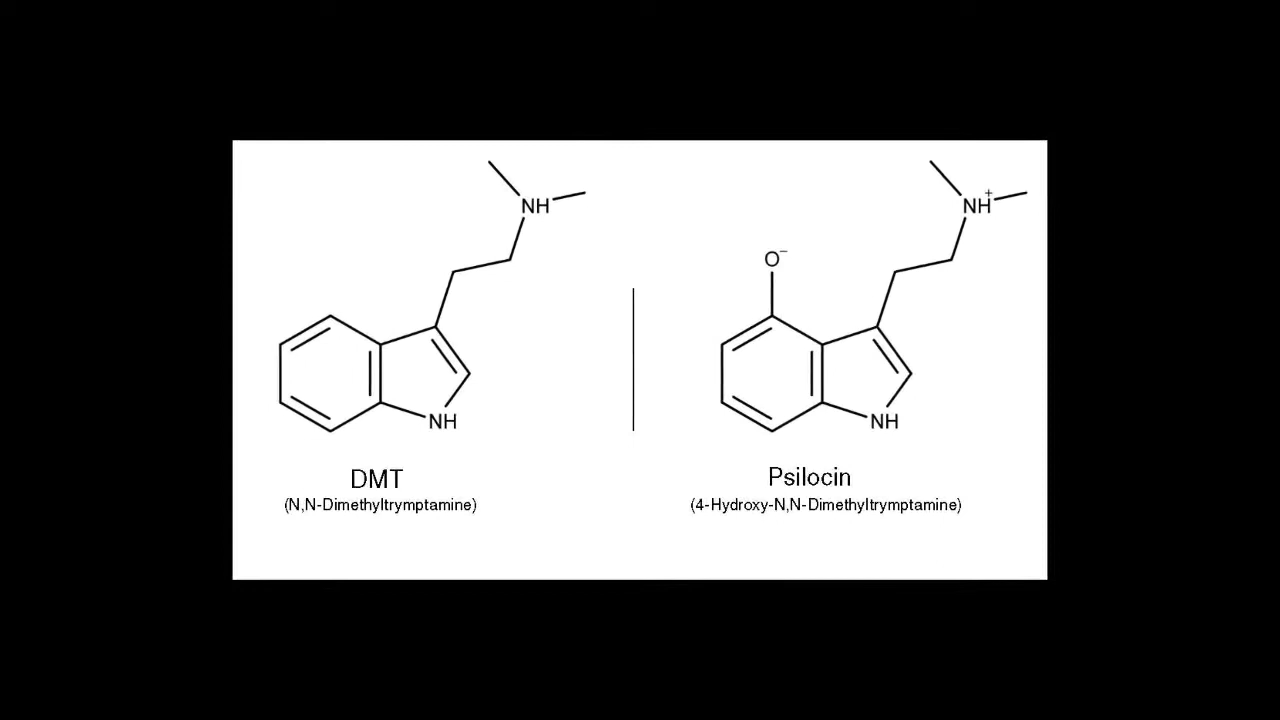 NH
NH
DMT
(N,N-Dimethyltrymptamine)
O⁻
NH⁺
NH
Psilocin
(4-Hydroxy-N,N-Dimethyltrymptamine)